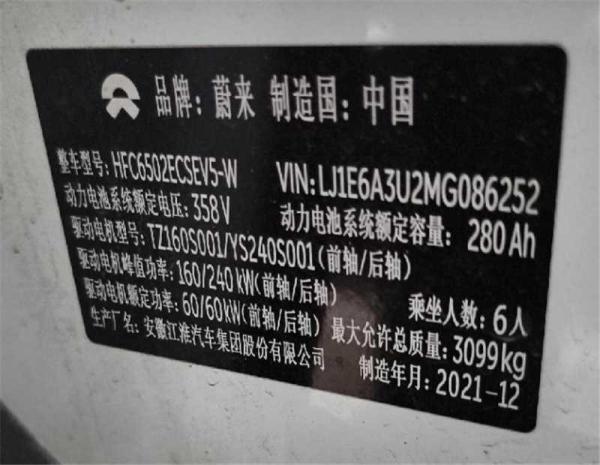 品牌：蔚来 制造国：中国
整车型号：HFC6502ECSEV5-W VIN:LJ1E6A3U2MG086252
动力电池系统额定电压：358V 动力电池系统额定容量：280Ah
驱动电机型号：TZ160S001/YS240S001(前轴/后轴)
驱动电机峰值功率：160/240kW(前轴/后轴)
驱动电机额定功率：60/60kW(前轴/后轴) 乘坐人数：6人
生产厂名：安徽江淮汽车集团股份有限公司 最大允许总质量：3099kg
制造年月：2021-12